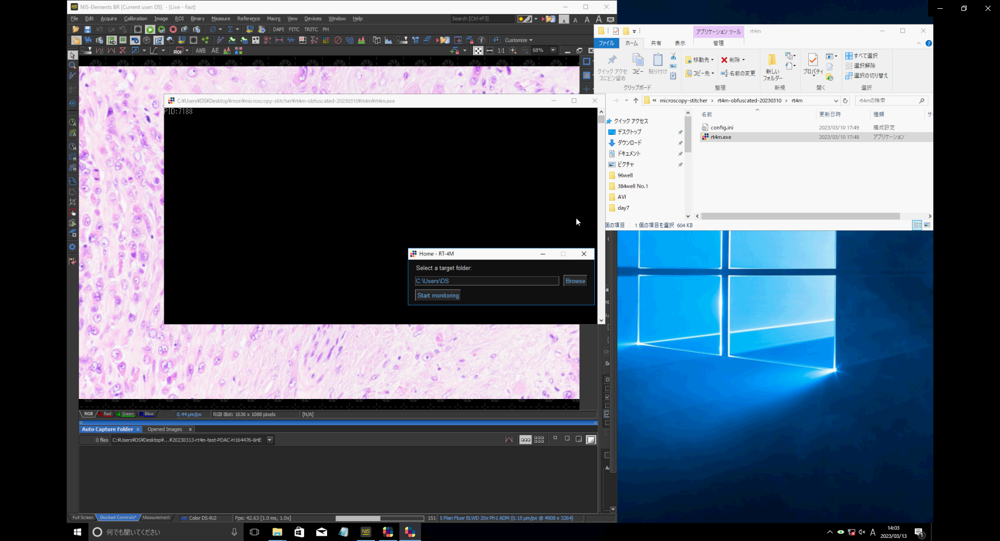 NIS-Elements BR [Current user: DS]  - [Live - Fast]
File Edit Acquire Calibration Image ROI Binary Measure Reference Macro View Devices Window Help
Search [Ctrl+F3]
A A A A 4K
DAPI FITC TRITC PH
Customize
ROI AWB AE
1:1 68%
C:¥Users¥DS¥Desktop¥mori¥microscopy-stitcher¥rt4m-obfuscated-20230310¥rt4m¥rt4m.exe
PID:7188
Home - RT-4M
Select a target folder:
C:\Users\DS
Browse
Start monitoring
RGB Red Green Blue 0.44 µm/px RGB 8bit: 1636 x 1088 pixels [N/A]
Auto Capture Folder Opened Images
0 files C:¥Users¥DS¥Desktop¥...¥20230313-rt4m-test-PDAC-H164476-6HE
Full Screen Docked Controls* Measurement Color DS-Ri2 Fps: 42.63 [1.0 ms, 1.0x] 151 S Plan Fluor ELWD 20x Ph1 ADM (0.15 µm/px @ 4908 x 3264)
アプリケーション ツール rt4m
ファイル ホーム 共有 表示 管理
クイック アクセスにピン留め
コピー
貼り付け
クリップボード
移動先
コピー先
削除
名前の変更
整理
新しいフォルダー
新規
プロパティ
開く
すべて選択
選択解除
選択の切り替え
選択
« microscopy-stitcher › rt4m-obfuscated-20230310 › rt4m
rt4mの検索
名前 更新日時 種類 サ
config.ini 2023/03/10 17:49 構成設定
rt4m.exe 2023/03/10 17:48 アプリケーション
クイック アクセス
デスクトップ
ダウンロード
ドキュメント
ピクチャ
96well
384well No.1
AVI
day7
個の項目 1 個の項目を選択 604 KB
何でも聞いてください
NIS
A
14:03
2023/03/13
1